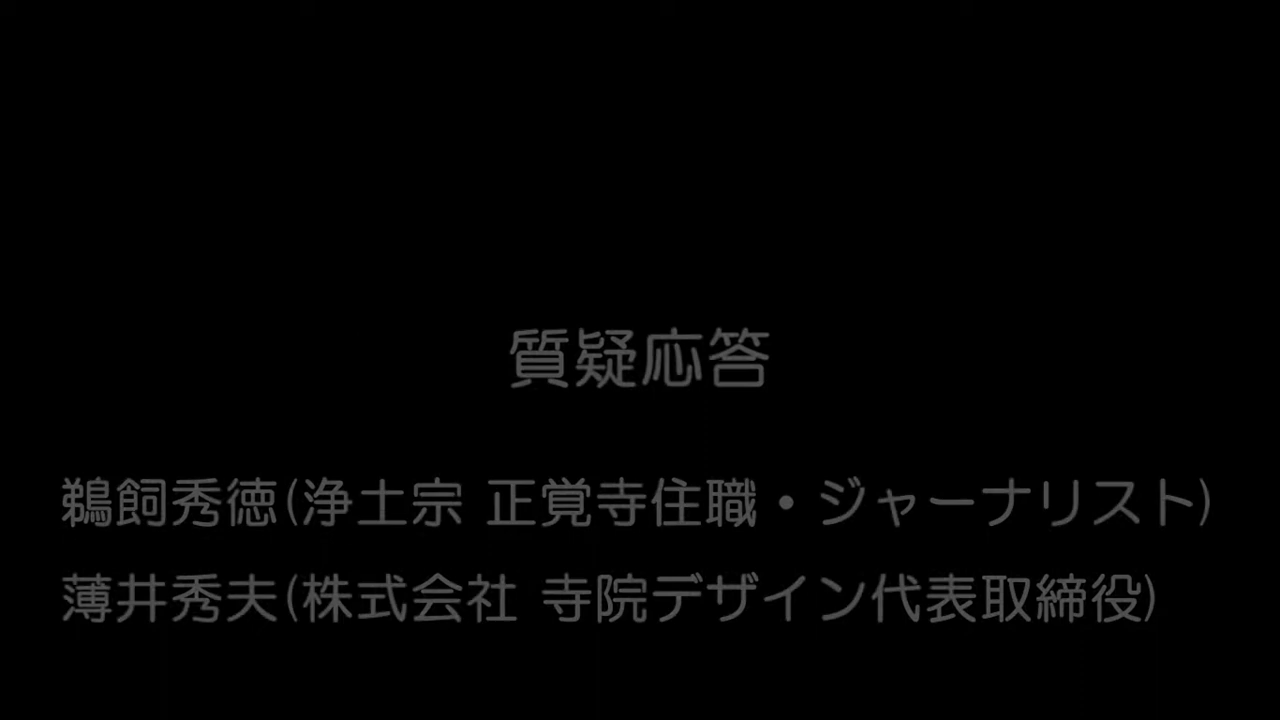 質疑応答
鵜飼秀徳(浄土宗 正覚寺住職・ジャーナリスト)
薄井秀夫(株式会社 寺院デザイン代表取締役)